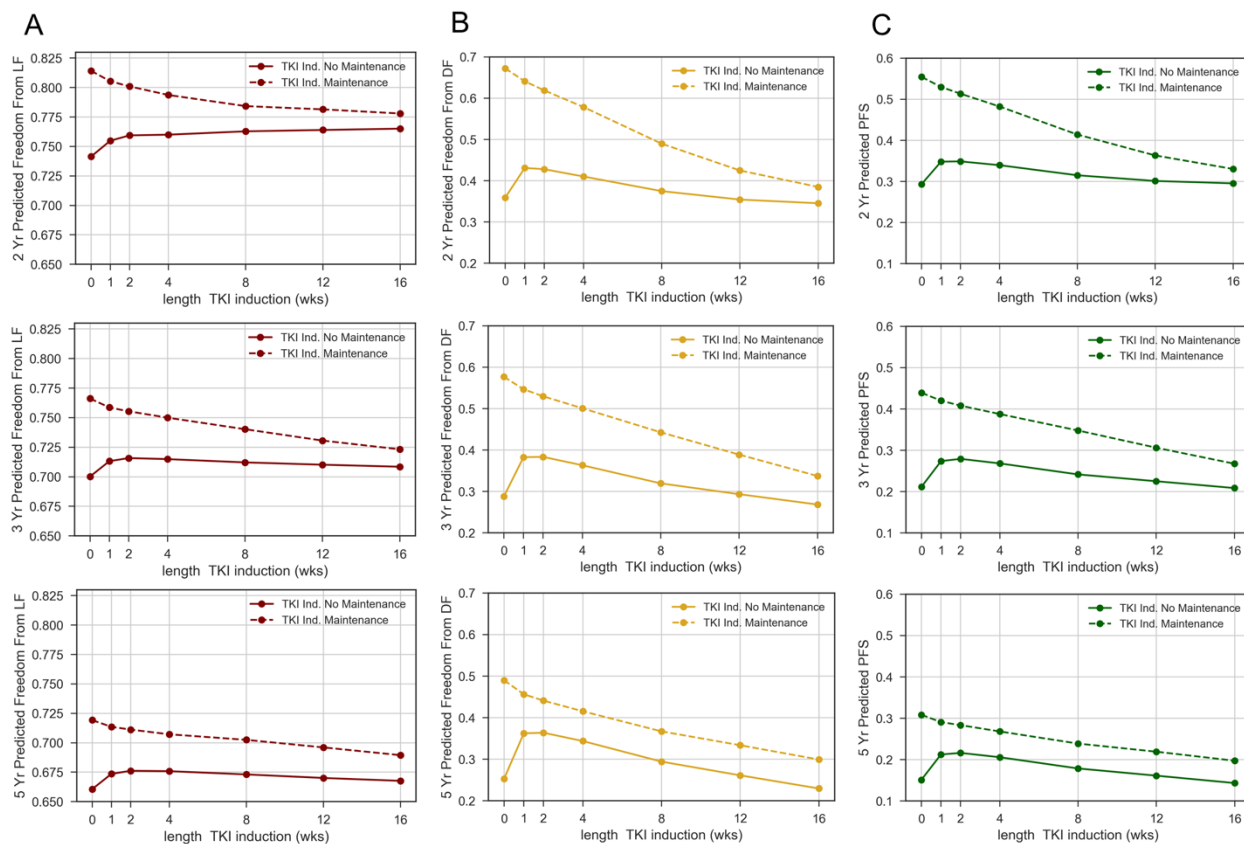 A
B
C
2 Yr Predicted Freedom From LF
0.825
0.800
0.775
0.750
0.725
0.700
0.675
0.650
TKI Ind. No Maintenance
TKI Ind. Maintenance
0 1 2 4 8 12 16
length TKI induction (wks)
2 Yr Predicted Freedom From DF
0.7
0.6
0.5
0.4
0.3
0.2
TKI Ind. No Maintenance
TKI Ind. Maintenance
0 1 2 4 8 12 16
length TKI induction (wks)
2 Yr Predicted PFS
0.6
0.5
0.4
0.3
0.2
0.1
TKI Ind. No Maintenance
TKI Ind. Maintenance
0 1 2 4 8 12 16
length TKI induction (wks)
3 Yr Predicted Freedom From LF
0.825
0.800
0.775
0.750
0.725
0.700
0.675
0.650
TKI Ind. No Maintenance
TKI Ind. Maintenance
0 1 2 4 8 12 16
length TKI induction (wks)
3 Yr Predicted Freedom From DF
0.7
0.6
0.5
0.4
0.3
0.2
TKI Ind. No Maintenance
TKI Ind. Maintenance
0 1 2 4 8 12 16
length TKI induction (wks)
3 Yr Predicted PFS
0.6
0.5
0.4
0.3
0.2
0.1
TKI Ind. No Maintenance
TKI Ind. Maintenance
0 1 2 4 8 12 16
length TKI induction (wks)
5 Yr Predicted Freedom From LF
0.825
0.800
0.775
0.750
0.725
0.700
0.675
0.650
TKI Ind. No Maintenance
TKI Ind. Maintenance
0 1 2 4 8 12 16
length TKI induction (wks)
5 Yr Predicted Freedom From DF
0.7
0.6
0.5
0.4
0.3
0.2
TKI Ind. No Maintenance
TKI Ind. Maintenance
0 1 2 4 8 12 16
length TKI induction (wks)
5 Yr Predicted PFS
0.6
0.5
0.4
0.3
0.2
0.1
TKI Ind. No Maintenance
TKI Ind. Maintenance
0 1 2 4 8 12 16
length TKI induction (wks)